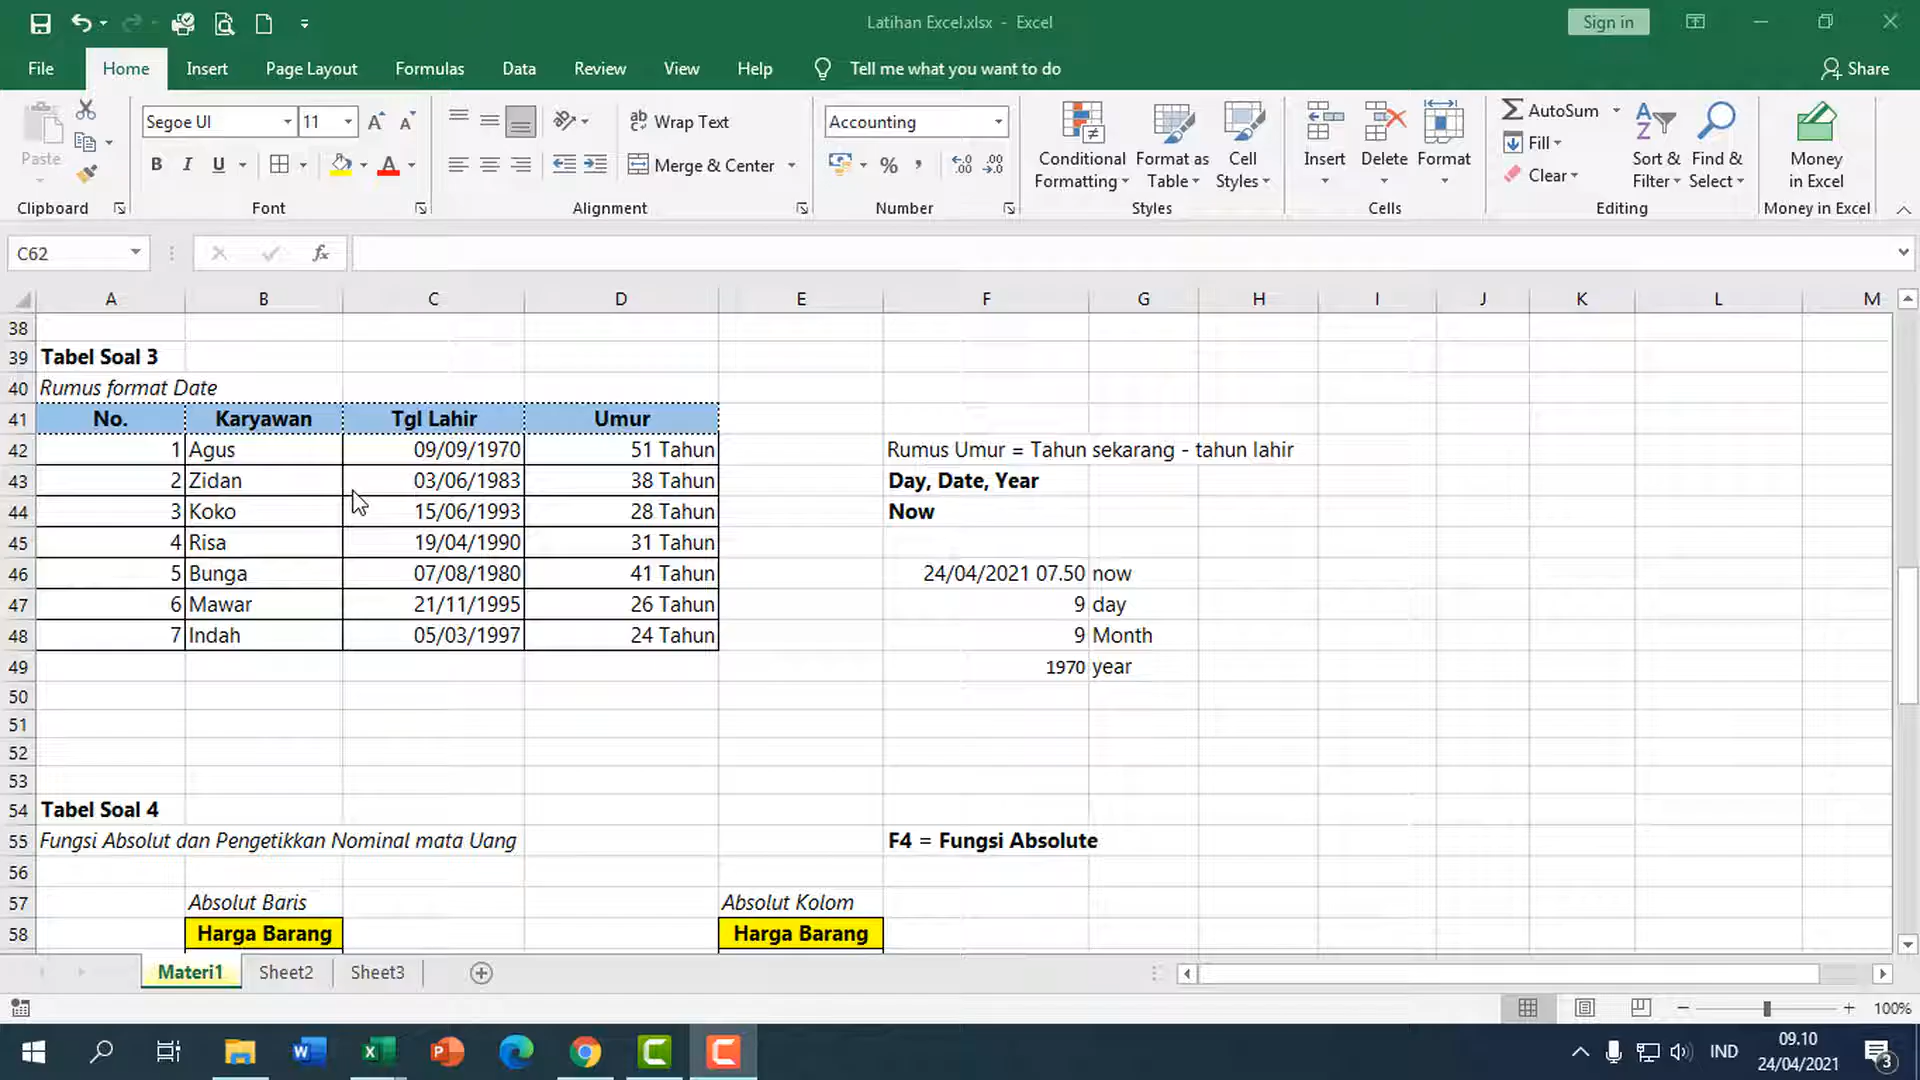 Latihan Excel.xlsx - Excel
Sign in
File Home Insert Page Layout Formulas Data Review View Help Tell me what you want to do Share
Paste
Clipboard
Segoe UI 11
B I U
Font
Wrap Text
Merge & Center
Alignment
Accounting
Number
Conditional Formatting
Format as Table
Cell Styles
Styles
Insert Delete Format
Cells
AutoSum
Fill
Clear
Sort & Filter
Find & Select
Editing
Money in Excel
Money in Excel
C62
fx
A B C D E F G H I J K L M
38
39 Tabel Soal 3
40 Rumus format Date
41 No. Karyawan Tgl Lahir Umur
42 1 Agus 09/09/1970 51 Tahun Rumus Umur = Tahun sekarang - tahun lahir
43 2 Zidan 03/06/1983 38 Tahun Day, Date, Year
44 3 Koko 15/06/1993 28 Tahun Now
45 4 Risa 19/04/1990 31 Tahun
46 5 Bunga 07/08/1980 41 Tahun 24/04/2021 07.50 now
47 6 Mawar 21/11/1995 26 Tahun 9 day
48 7 Indah 05/03/1997 24 Tahun 9 Month
49 1970 year
50
51
52
53
54 Tabel Soal 4
55 Fungsi Absolut dan Pengetikkan Nominal mata Uang F4 = Fungsi Absolute
56
57 Absolut Baris Absolut Kolom
58 Harga Barang Harga Barang
Materi1 Sheet2 Sheet3
100%
IND
09.10
24/04/2021
3